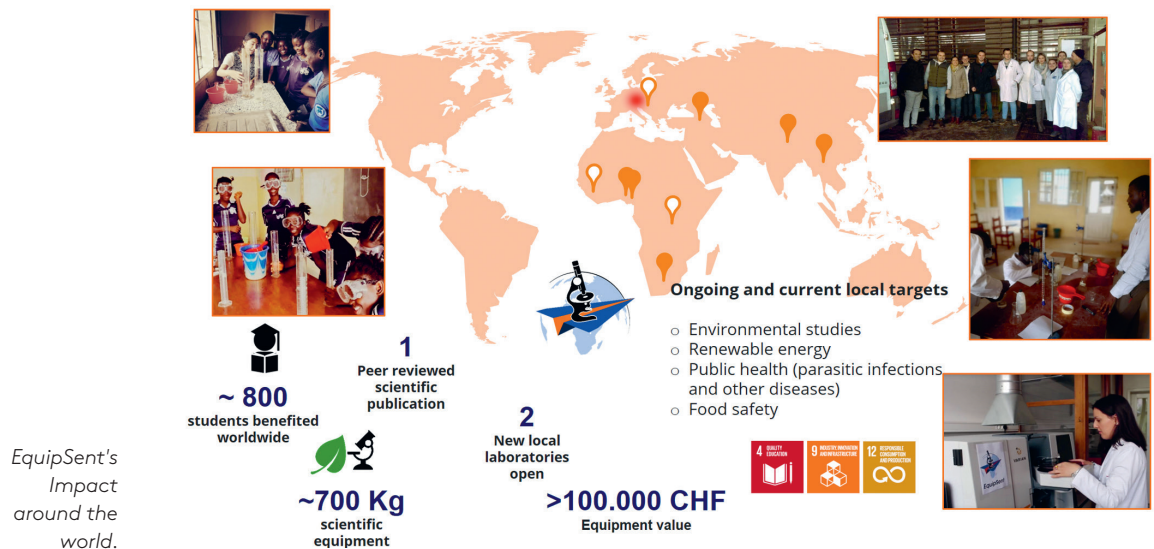 Ongoing and current local targets
o Environmental studies
o Renewable energy
o Public health (parasitic infections
and other diseases)
o Food safety
1
Peer reviewed
scientific
publication
~ 800
students benefited
worldwide
2
New local
laboratories
open
~700 Kg
scientific
equipment
>100.000 CHF
Equipment value
4 QUALITY
EDUCATION
9 INDUSTRY, INNOVATION
AND INFRASTRUCTURE
12 RESPONSIBLE
CONSUMPTION
AND PRODUCTION
EquipSent
EquipSent's
Impact
around the
world.